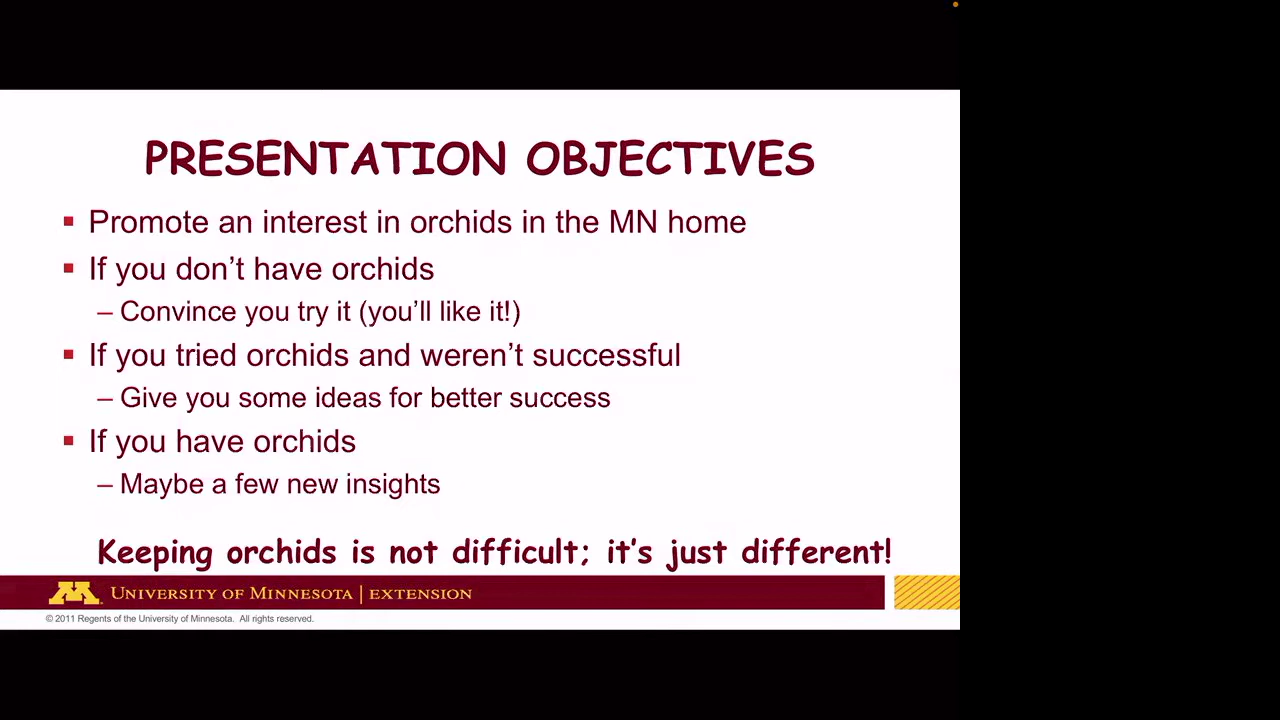 PRESENTATION OBJECTIVES
▪ Promote an interest in orchids in the MN home
▪ If you don't have orchids
– Convince you try it (you'll like it!)
▪ If you tried orchids and weren't successful
– Give you some ideas for better success
▪ If you have orchids
– Maybe a few new insights
Keeping orchids is not difficult; it's just different!
M UNIVERSITY OF MINNESOTA | EXTENSION
© 2011 Regents of the University of Minnesota. All rights reserved.